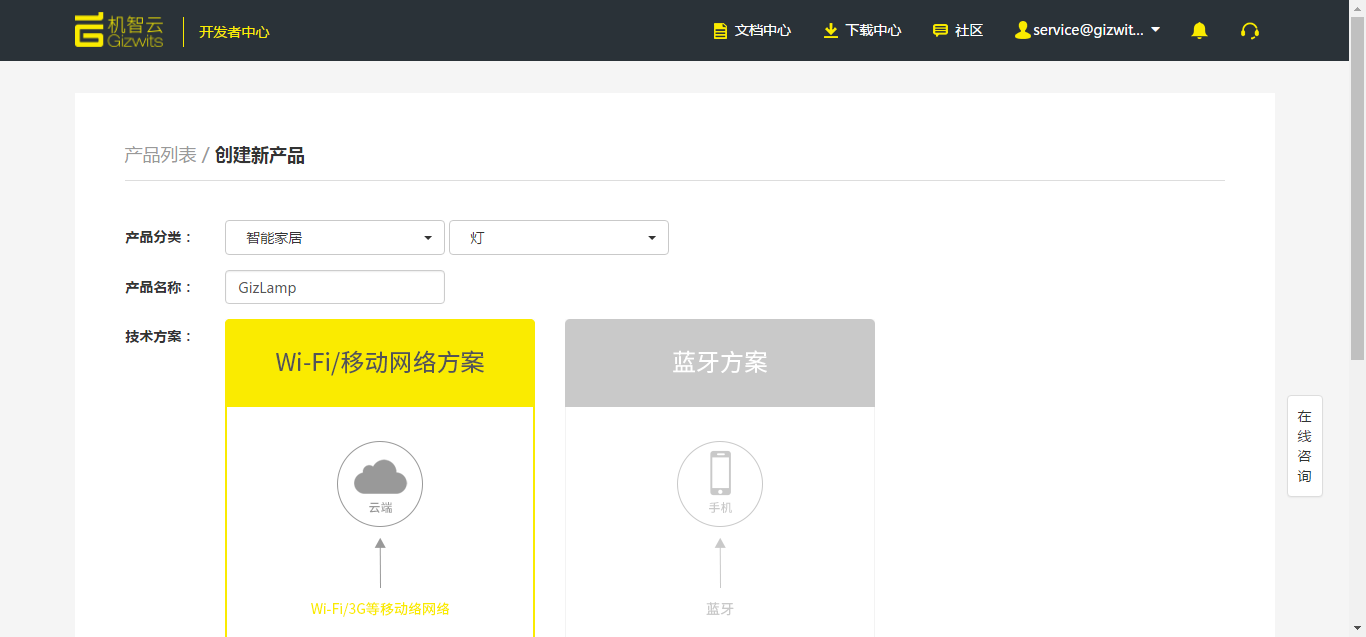 机智云
Gizwits
开发者中心
文档中心
下载中心
社区
service@gizwit...
产品列表 / 创建新产品
产品分类：
智能家居
灯
产品名称：
GizLamp
技术方案：
Wi-Fi/移动网络方案
蓝牙方案
云端
手机
Wi-Fi/3G等移动络网络
蓝牙
在线咨询